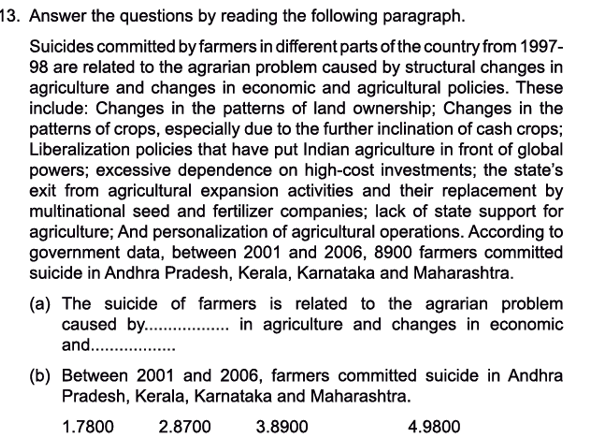 13. Answer the questions by reading the following paragraph.
Suicides committed by farmers in different parts of the country from 1997-
98 are related to the agrarian problem caused by structural changes in
agriculture and changes in economic and agricultural policies. These
include: Changes in the patterns of land ownership; Changes in the
patterns of crops, especially due to the further inclination of cash crops;
Liberalization policies that have put Indian agriculture in front of global
powers; excessive dependence on high-cost investments; the state's
exit from agricultural expansion activities and their replacement by
multinational seed and fertilizer companies; lack of state support for
agriculture; And personalization of agricultural operations. According to
government data, between 2001 and 2006, 8900 farmers committed
suicide in Andhra Pradesh, Kerala, Karnataka and Maharashtra.
(a) The suicide of farmers is related to the agrarian problem
caused by.................. in agriculture and changes in economic
and..................
(b) Between 2001 and 2006, farmers committed suicide in Andhra
Pradesh, Kerala, Karnataka and Maharashtra.
1.7800 2.8700 3.8900 4.9800